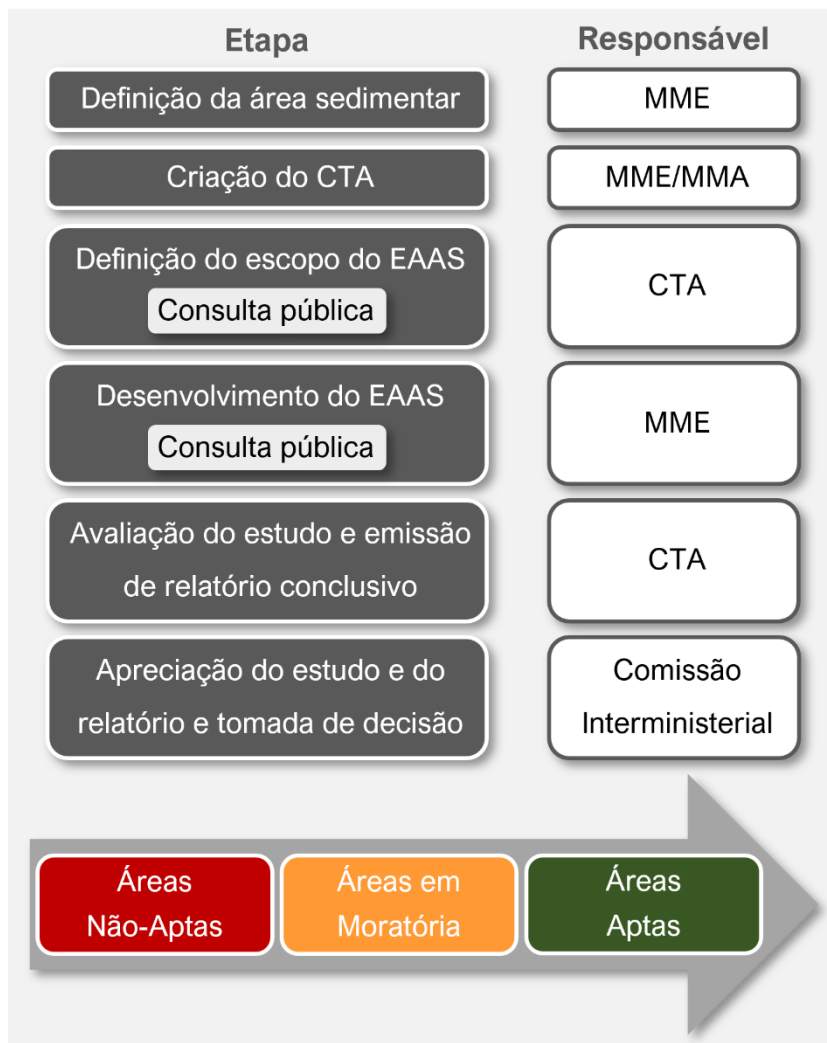 Etapa Responsável
Definição da área sedimentar MME
Criação do CTA MME/MMA
Definição do escopo do EAAS
Consulta pública
CTA
Desenvolvimento do EAAS
Consulta pública
MME
Avaliação do estudo e emissão
de relatório conclusivo
CTA
Apreciação do estudo e do
relatório e tomada de decisão
Comissão
Interministerial
Áreas
Não-Aptas
Áreas em
Moratória
Áreas
Aptas